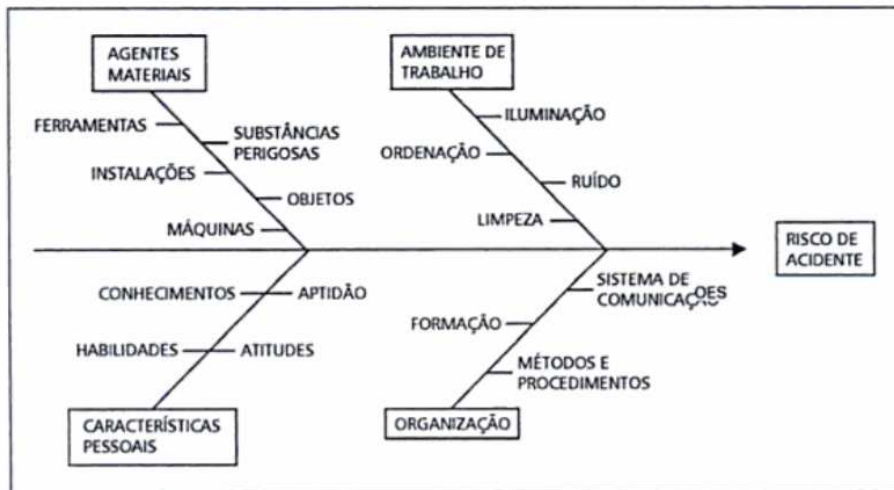 AGENTES
MATERIAIS
AMBIENTE DE
TRABALHO
FERRAMENTAS
SUBSTÂNCIAS
PERIGOSAS
INSTALAÇÕES
OBJETOS
MÁQUINAS
ILUMINAÇÃO
ORDENAÇÃO
RUÍDO
LIMPEZA
RISCO DE
ACIDENTE
CONHECIMENTOS
APTIDÃO
HABILIDADES
ATITUDES
CARACTERÍSTICAS
PESSOAIS
SISTEMA DE
COMUNICAÇOES
FORMAÇÃO
MÉTODOS E
PROCEDIMENTOS
ORGANIZAÇÃO